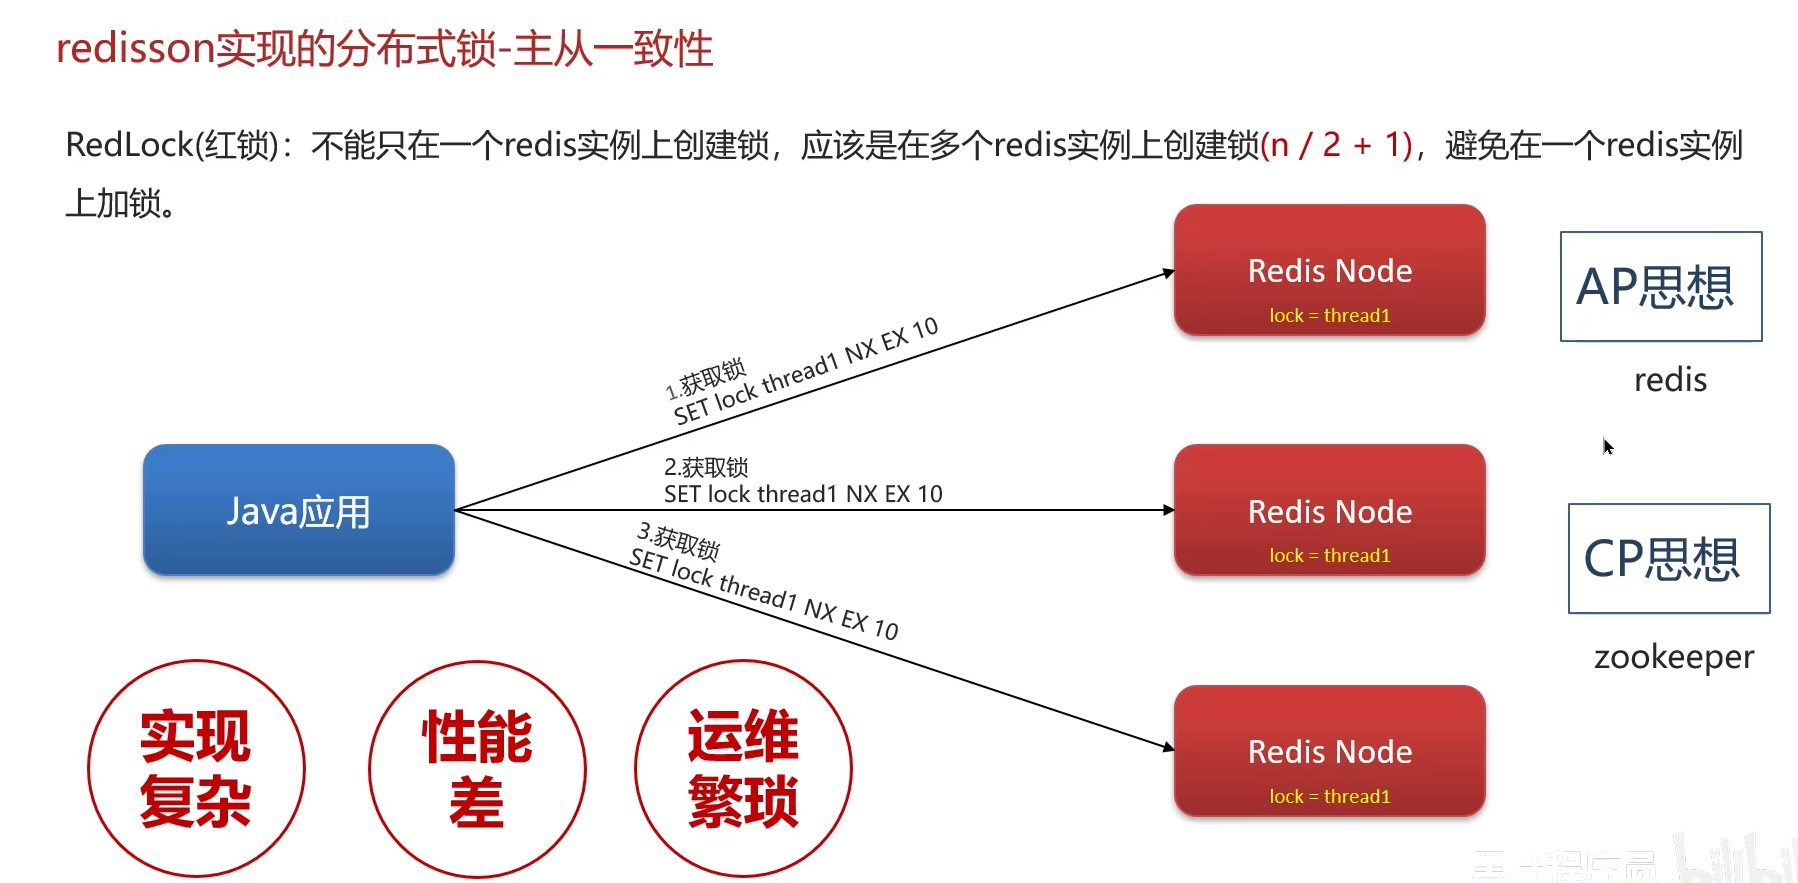 redisson实现的分布式锁-主从一致性
RedLock(红锁)：不能只在一个redis实例上创建锁，应该是在多个redis实例上创建锁(n / 2 + 1)，避免在一个redis实例
上加锁。
Redis Node
lock = thread1
AP思想
redis
1.获取锁
SET lock thread1 NX EX 10
Java应用
2.获取锁
SET lock thread1 NX EX 10
Redis Node
lock = thread1
3.获取锁
SET lock thread1 NX EX 10
CP思想
zookeeper
实现
复杂
性能
差
运维
繁琐
Redis Node
lock = thread1
bilibili